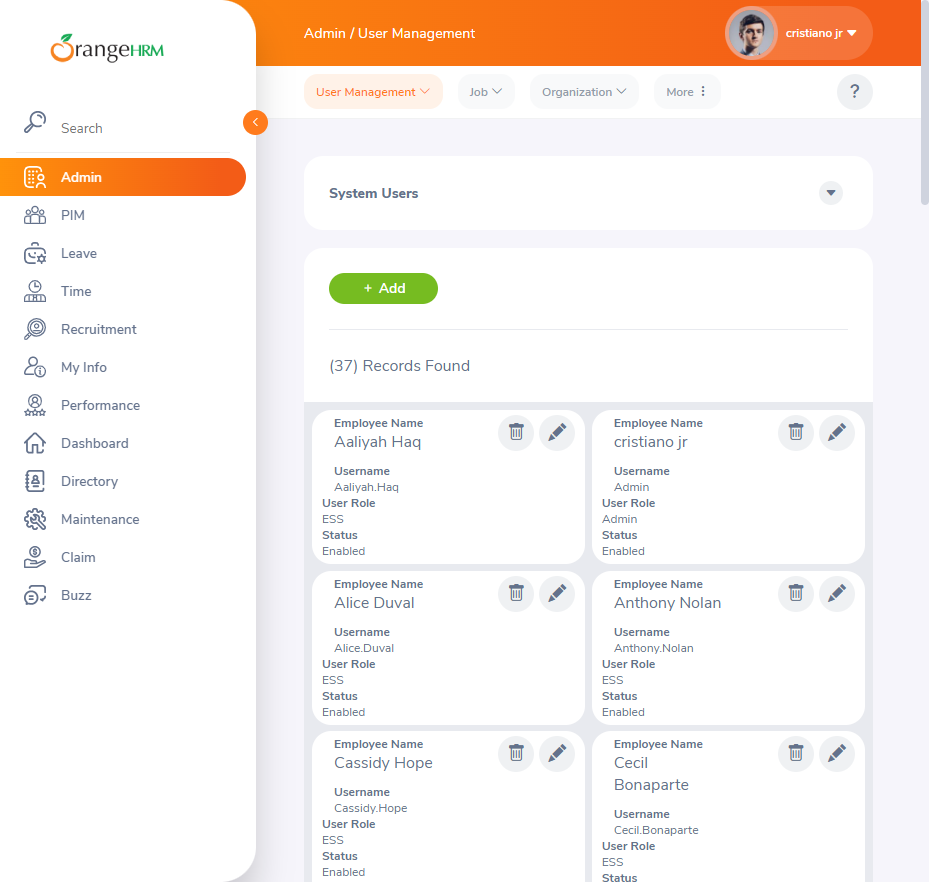 OrangeHRM
Search
Admin
PIM
Leave
Time
Recruitment
My Info
Performance
Dashboard
Directory
Maintenance
Claim
Buzz
Admin / User Management
cristiano jr
User Management
Job
Organization
More
?
System Users
+ Add
(37) Records Found
Employee Name
Aaliyah Haq
Username
Aaliyah.Haq
User Role
ESS
Status
Enabled
Employee Name
cristiano jr
Username
Admin
User Role
Admin
Status
Enabled
Employee Name
Alice Duval
Username
Alice.Duval
User Role
ESS
Status
Enabled
Employee Name
Anthony Nolan
Username
Anthony.Nolan
User Role
ESS
Status
Enabled
Employee Name
Cassidy Hope
Username
Cassidy.Hope
User Role
ESS
Status
Enabled
Employee Name
Cecil
Bonaparte
Username
Cecil.Bonaparte
User Role
ESS
Status